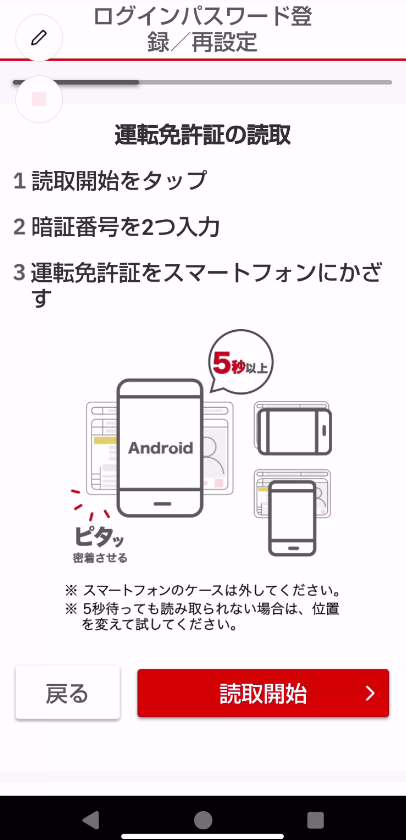 ログインパスワード登
録／再設定
運転免許証の読取
1 読取開始をタップ
2 暗証番号を2つ入力
3 運転免許証をスマートフォンにかざ
す
5秒以上
Android
ピタッ
密着させる
※ スマートフォンのケースは外してください。
※ 5秒待っても読み取られない場合は、位置
を変えて試してください。
戻る
読取開始